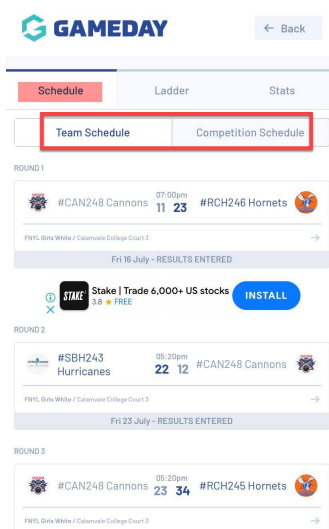 GAMEDAY
← Back
Schedule Ladder Stats
Team Schedule Competition Schedule
ROUND 1
#CAN248 Cannons 07:00pm 11 23 #RCH246 Hornets
FNYL Girls White / Calamvale College Court 3 →
Fri 16 July - RESULTS ENTERED
STAKE Stake | Trade 6,000+ US stocks INSTALL
3.8 ★ FREE
ROUND 2
#SBH243 Hurricanes 05:20pm 22 12 #CAN248 Cannons
FNYL Girls White / Calamvale College Court 3 →
Fri 23 July - RESULTS ENTERED
ROUND 3
#CAN248 Cannons 05:20pm 23 34 #RCH245 Hornets
FNYL Girls White / Calamvale College Court 3 →